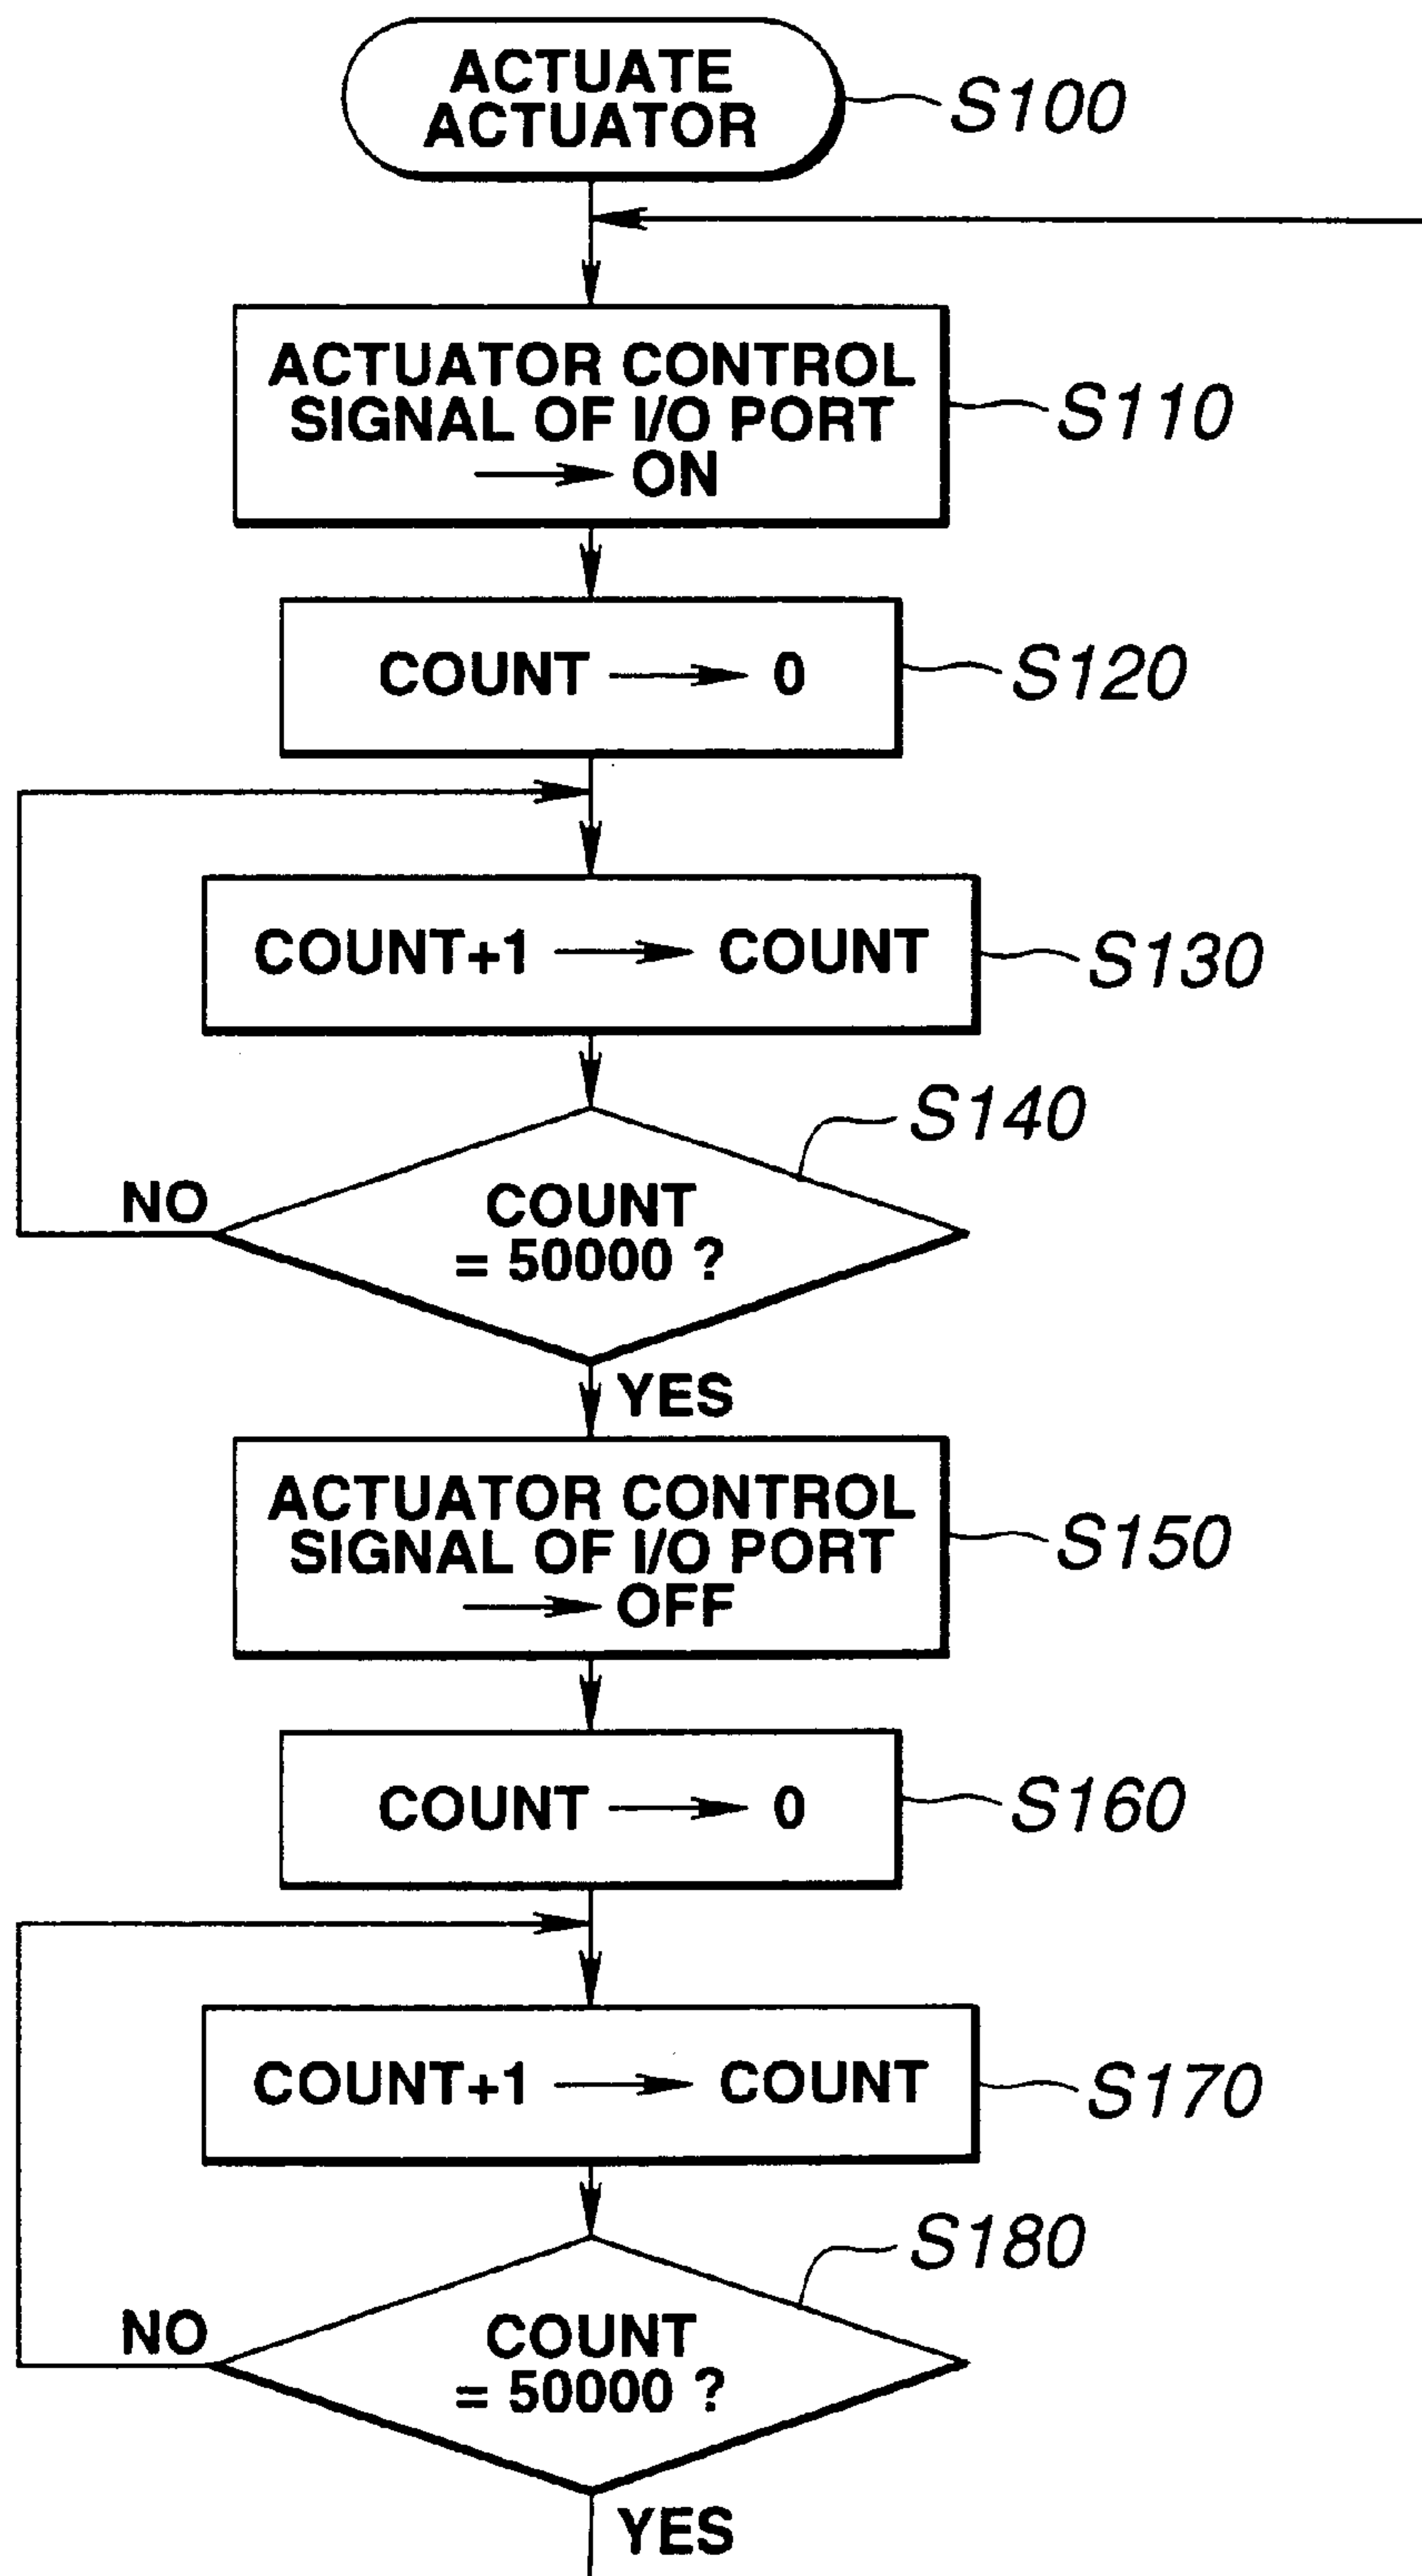 ACTUATE
ACTUATOR
S100
ACTUATOR CONTROL
SIGNAL OF I/O PORT
→ ON
S110
COUNT → 0
S120
COUNT+1 → COUNT
S130
S140
NO
COUNT
= 50000 ?
YES
ACTUATOR CONTROL
SIGNAL OF I/O PORT
→ OFF
S150
COUNT → 0
S160
COUNT+1 → COUNT
S170
S180
NO
COUNT
= 50000 ?
YES